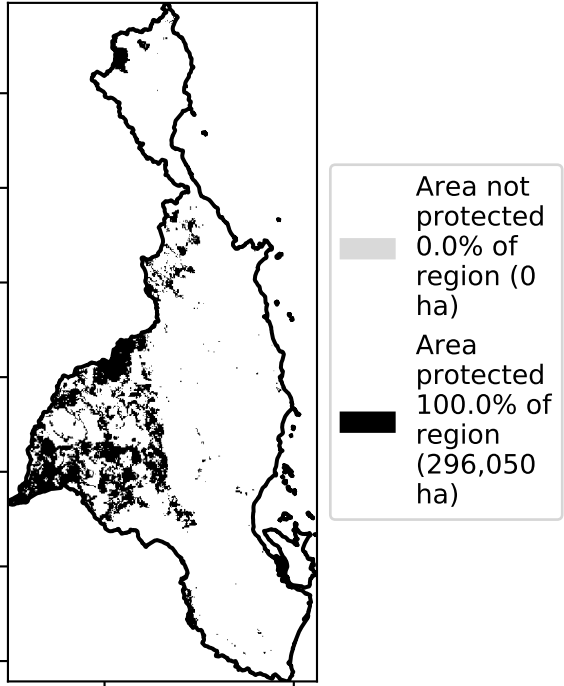 Area not
protected
0.0% of
region (0
ha)
Area
protected
100.0% of
region
(296,050
ha)